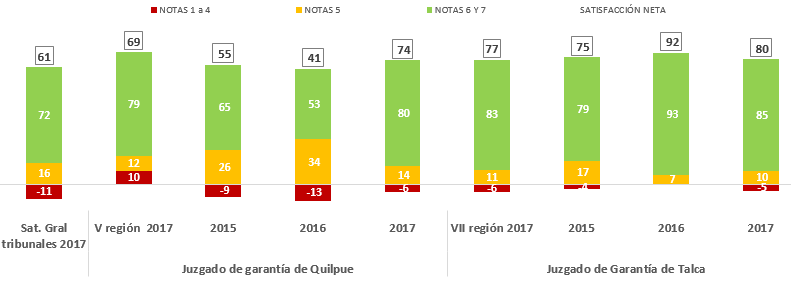 NOTAS 1 a 4 NOTAS 5 NOTAS 6 Y 7 SATISFACCIÓN NETA
61 69 55 41 74 77 75 92 80
72 79 65 53 80 83 79 93 85
16 12 26 34 14 11 17 7 10
-11 10 -9 -13 -6 -6 -4 -5
Sat. Gral tribunales 2017
V región 2017
2015
2016
2017
VII región 2017
2015
2016
2017
Juzgado de garantía de Quilpue
Juzgado de Garantía de Talca